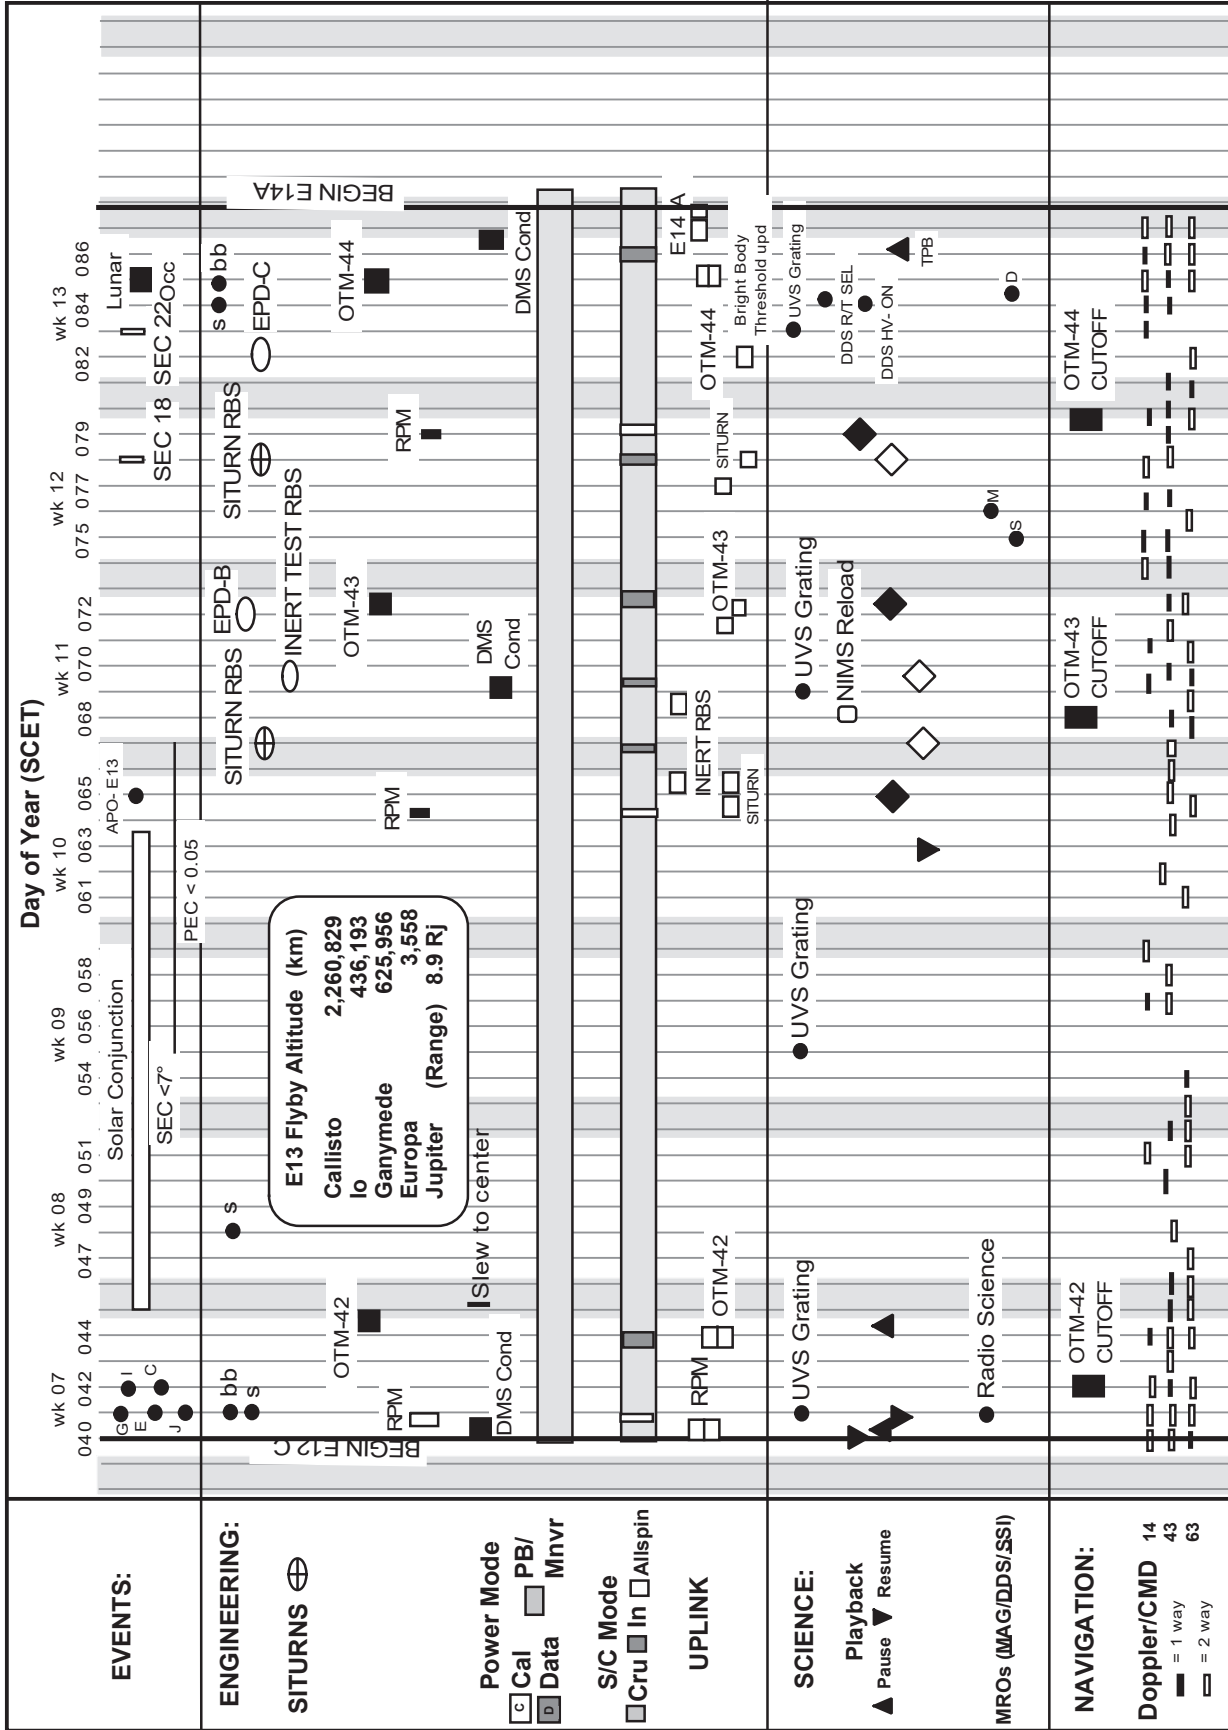 Day of Year (SCET)
wk 07
wk 08
wk 09
wk 10
wk 11
wk 12
wk 13
040 042 044 047 049 051 054 056 058 061 063 065 068 070 072 075 077 079 082 084 086
EVENTS:
G
I
E
C
J
Solar Conjunction
SEC <7°
APO- E13
PEC < 0.05
SEC 18
SEC 22
Lunar
Occ
ENGINEERING:
SITURNS
bb
s
s
SITURN RBS
EPD-B
INERT TEST RBS
SITURN RBS
EPD-C
s
bb
BEGIN E12 C
BEGIN E14A
OTM-42
OTM-43
OTM-44
RPM
RPM
RPM
E13 Flyby Altitude (km)
Callisto 2,260,829
Io 436,193
Ganymede 625,956
Europa 3,558
Jupiter (Range) 8.9 Rj
Slew to center
DMS Cond
DMS
Cond
DMS Cond
Power Mode
C Cal
PB/
D Data
Mnvr
S/C Mode
Cru In Allspin
UPLINK
RPM
OTM-42
INERT RBS
SITURN
OTM-43
SITURN
OTM-44
E14 A
Bright Body
Threshold upd
SCIENCE:
UVS Grating
UVS Grating
UVS Grating
NIMS Reload
UVS Grating
DDS R/T SEL
DDS HV- ON
Playback
Pause Resume
TPB
MROs (MAG/DDS/SSI)
Radio Science
S
M
D
NAVIGATION:
OTM-42
CUTOFF
OTM-43
CUTOFF
OTM-44
CUTOFF
Doppler/CMD 14
= 1 way 43
= 2 way 63